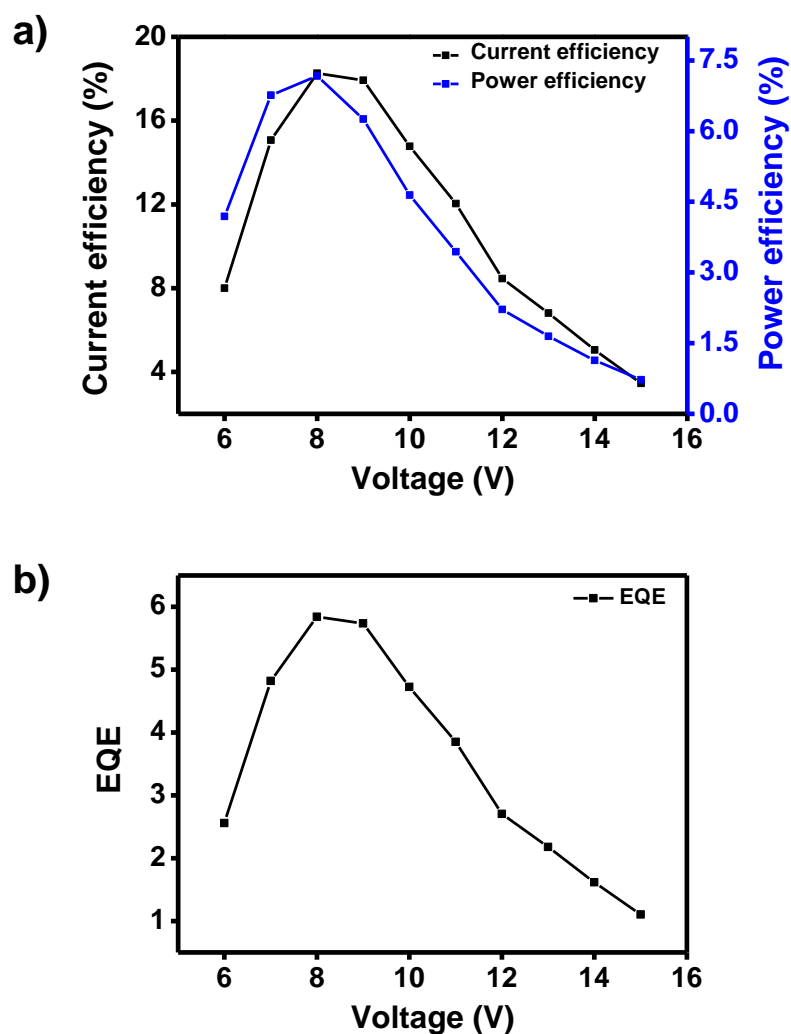 a)
Current efficiency
Power efficiency
Current efficiency (%)
20
16
12
8
4
Power efficiency (%)
7.5
6.0
4.5
3.0
1.5
0.0
6 8 10 12 14 16
Voltage (V)
b)
EQE
EQE
6
5
4
3
2
1
6 8 10 12 14 16
Voltage (V)